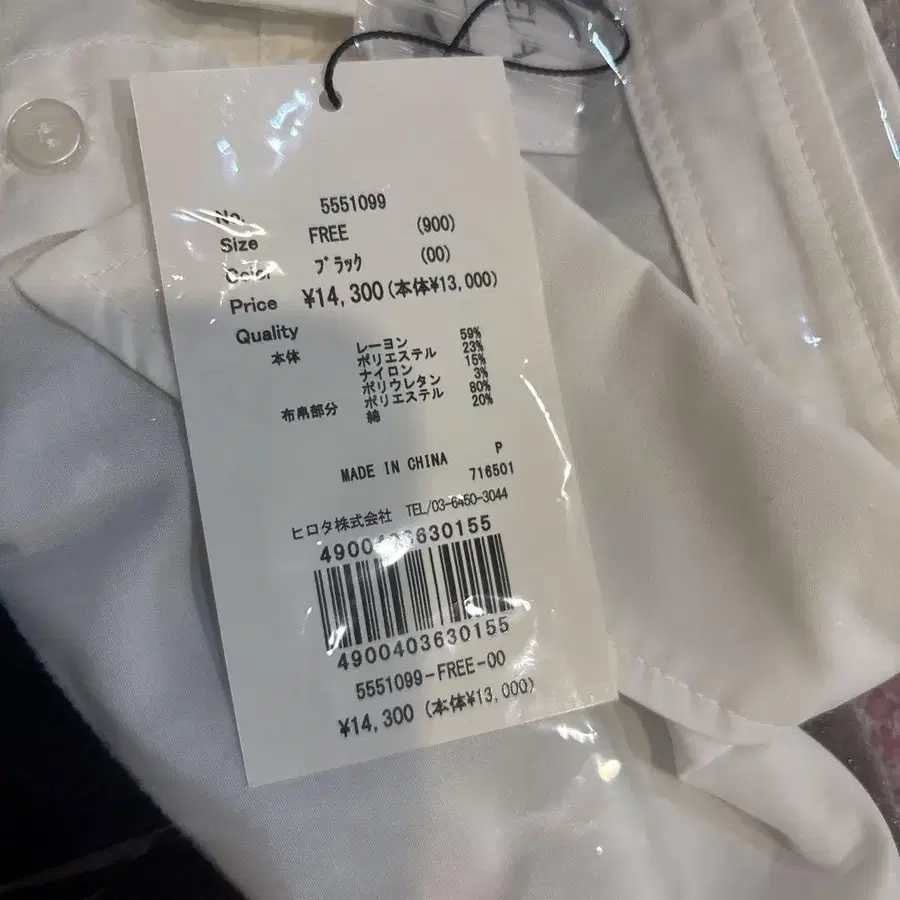 ELA
No. 5551099
Size FREE (900)
Color ブラック (00)
Price ¥14,300(本体¥13,000)
Quality
本体 レーヨン 59%
ポリエステル 23%
ナイロン 15%
ポリウレタン 3%
布帛部分 ポリエステル 80%
綿 20%
MADE IN CHINA P
716501
ヒロタ株式会社 TEL/03-6450-3044
4900403630155
4900403630155
5551099-FREE-00
¥14,300 (本体¥13,000)